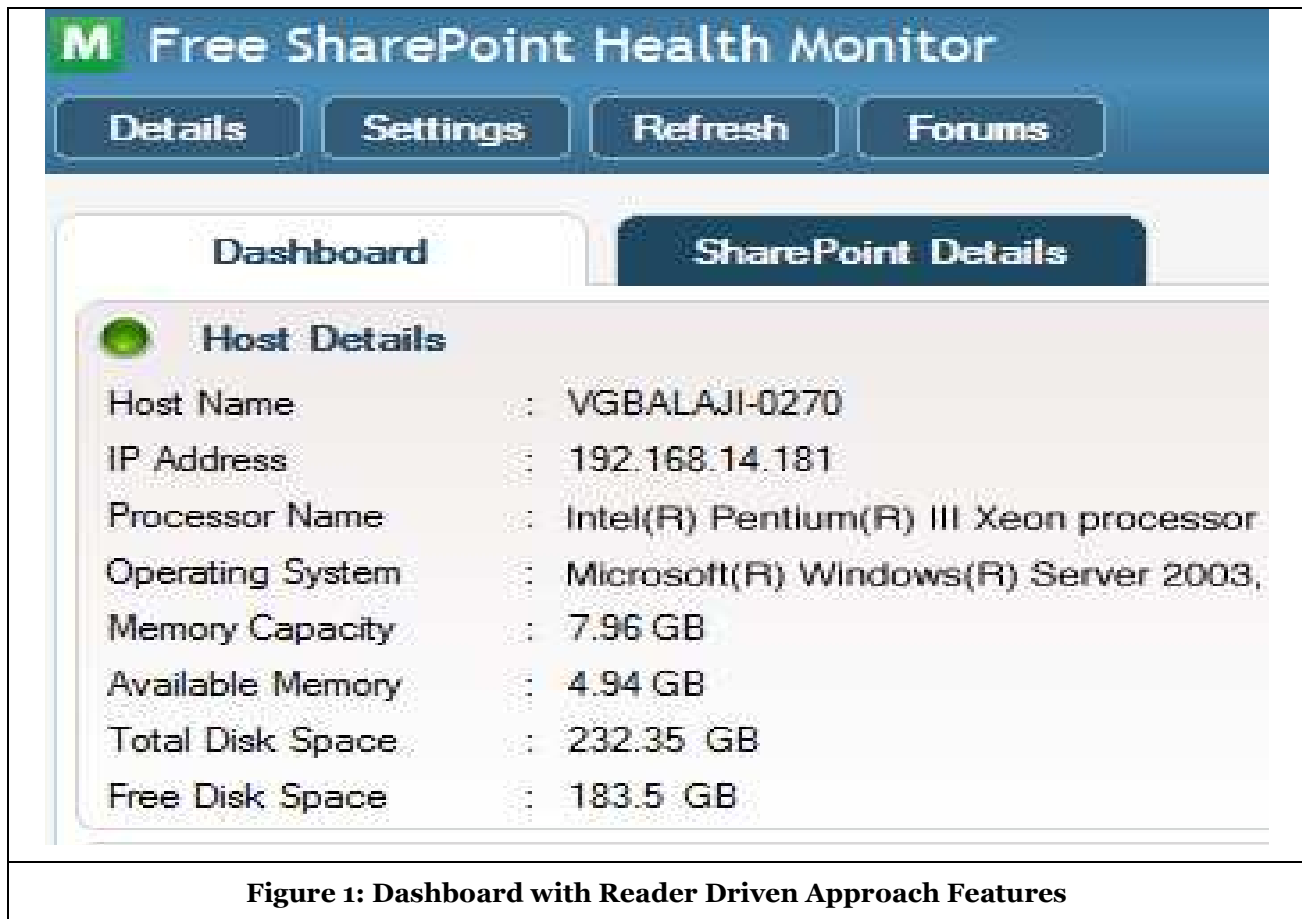 M Free SharePoint Health Monitor
Details Settings Refresh Forums
Dashboard SharePoint Details
Host Details
Host Name : VGBALAJI-0270
IP Address : 192.168.14.181
Processor Name : Intel(R) Pentium(R) III Xeon processor
Operating System : Microsoft(R) Windows(R) Server 2003,
Memory Capacity : 7.96 GB
Available Memory : 4.94 GB
Total Disk Space : 232.35 GB
Free Disk Space : 183.5 GB
Figure 1: Dashboard with Reader Driven Approach Features